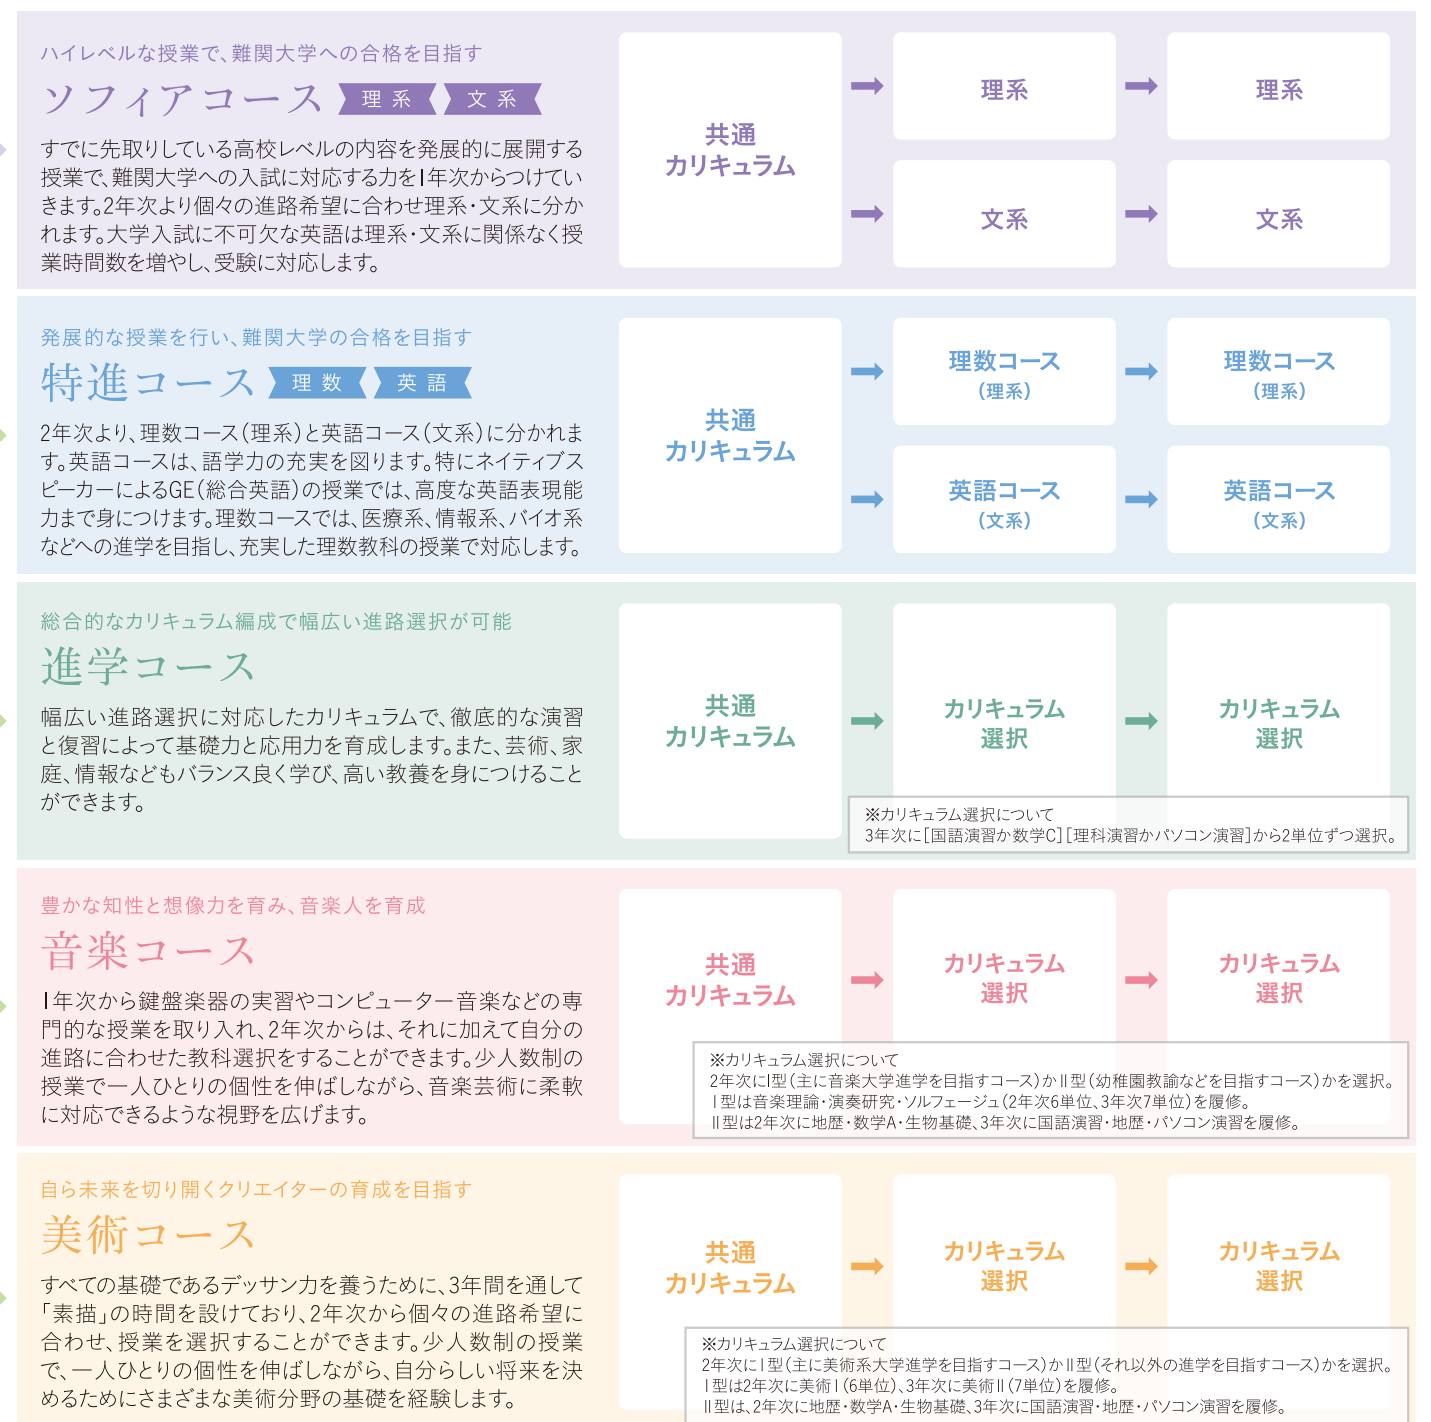 ハイレベルな授業で、難関大学への合格を目指す
ソフィアコース 理系 文系
すでに先取りしている高校レベルの内容を発展的に展開する
授業で、難関大学への入試に対応する力を1年次からつけてい
きます。2年次より個々の進路希望に合わせ理系・文系に分か
れます。大学入試に不可欠な英語は理系・文系に関係なく授
業時間数を増やし、受験に対応します。
共通
カリキュラム
理系
理系
文系
文系
発展的な授業を行い、難関大学の合格を目指す
特進コース 理数 英語
2年次より、理数コース(理系)と英語コース(文系)に分かれま
す。英語コースは、語学力の充実を図ります。特にネイティブス
ピーカーによるGE(総合英語)の授業では、高度な英語表現能
力まで身につけます。理数コースでは、医療系、情報系、バイオ系
などへの進学を目指し、充実した理数教科の授業で対応します。
共通
カリキュラム
理数コース
(理系)
理数コース
(理系)
英語コース
(文系)
英語コース
(文系)
総合的なカリキュラム編成で幅広い進路選択が可能
進学コース
幅広い進路選択に対応したカリキュラムで、徹底的な演習
と復習によって基礎力と応用力を育成します。また、芸術、家
庭、情報などもバランス良く学び、高い教養を身につけること
ができます。
共通
カリキュラム
カリキュラム
選択
カリキュラム
選択
※カリキュラム選択について
3年次に[国語演習か数学C][理科演習かパソコン演習]から2単位ずつ選択。
豊かな知性と想像力を育み、音楽人を育成
音楽コース
1年次から鍵盤楽器の実習やコンピューター音楽などの専
門的な授業を取り入れ、2年次からは、それに加えて自分の
進路に合わせた教科選択をすることができます。少人数制の
授業で一人ひとりの個性を伸ばしながら、音楽芸術に柔軟
に対応できるような視野を広げます。
共通
カリキュラム
カリキュラム
選択
カリキュラム
選択
※カリキュラム選択について
2年次にⅠ型(主に音楽大学進学を目指すコース)かⅡ型(幼稚園教諭などを目指すコース)かを選択。
Ⅰ型は音楽理論・演奏研究・ソルフェージュ(2年次6単位、3年次7単位)を履修。
Ⅱ型は2年次に地歴・数学A・生物基礎、3年次に国語演習・地歴・パソコン演習を履修。
自ら未来を切り開くクリエイターの育成を目指す
美術コース
すべての基礎であるデッサン力を養うために、3年間を通して
「素描」の時間を設けており、2年次から個々の進路希望に
合わせ、授業を選択することができます。少人数制の授業
で、一人ひとりの個性を伸ばしながら、自分らしい将来を決
めるためにさまざまな美術分野の基礎を経験します。
共通
カリキュラム
カリキュラム
選択
カリキュラム
選択
※カリキュラム選択について
2年次にⅠ型(主に美術系大学進学を目指すコース)かⅡ型(それ以外の進学を目指すコース)かを選択。
Ⅰ型は2年次に美術Ⅰ(6単位)、3年次に美術Ⅱ(7単位)を履修。
Ⅱ型は、2年次に地歴・数学A・生物基礎、3年次に国語演習・地歴・パソコン演習を履修。